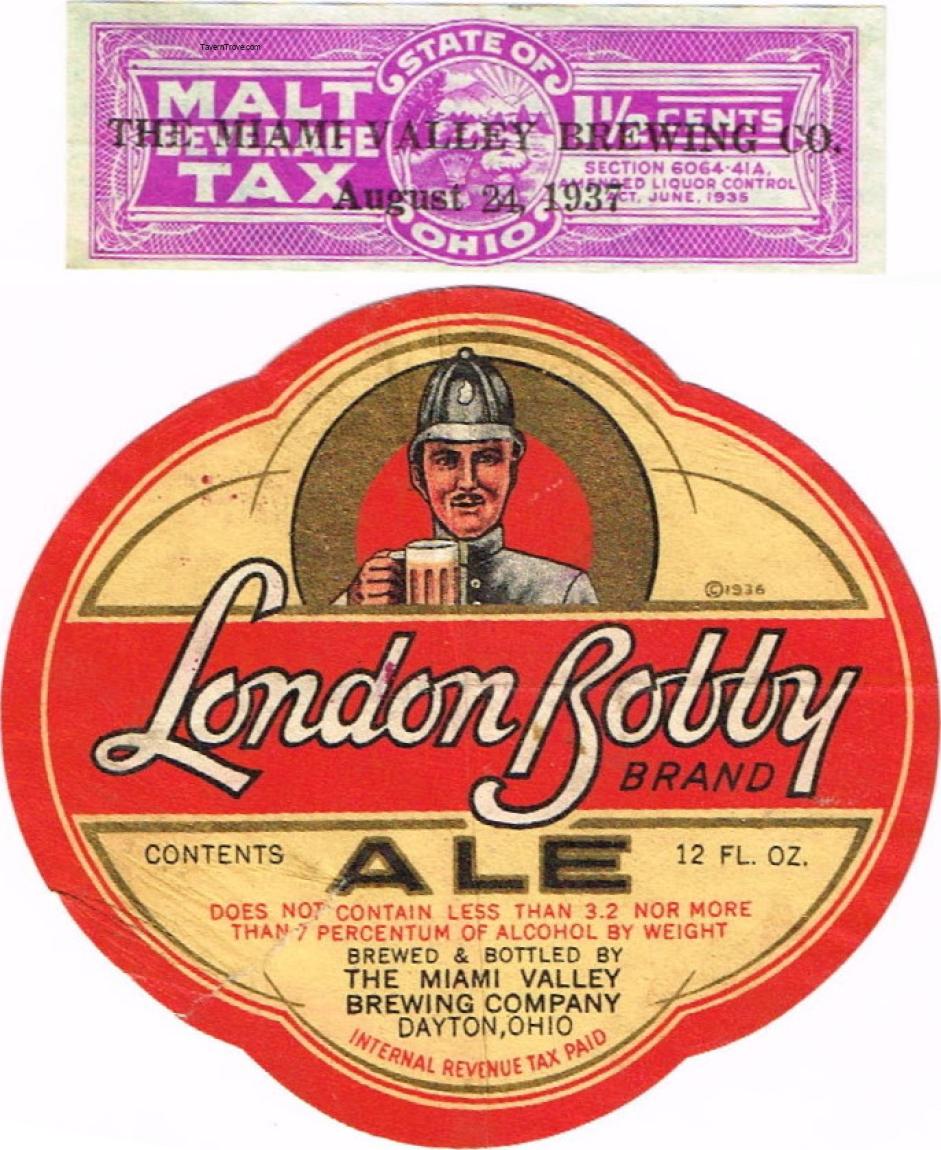 TavernTrove.com
STATE OF
MALT
BEVERAGE
TAX
1 1/2 CENTS
THE MIAMI VALLEY BREWING CO.
SECTION 6064-41A,
LIQUOR CONTROL
ACT, JUNE, 1935
August 24, 1937
OHIO
©1936
London Bobby
BRAND
ALE
CONTENTS
12 FL. OZ.
DOES NOT CONTAIN LESS THAN 3.2 NOR MORE
THAN 7 PERCENTUM OF ALCOHOL BY WEIGHT
BREWED & BOTTLED BY
THE MIAMI VALLEY
BREWING COMPANY
DAYTON, OHIO
INTERNAL REVENUE TAX PAID